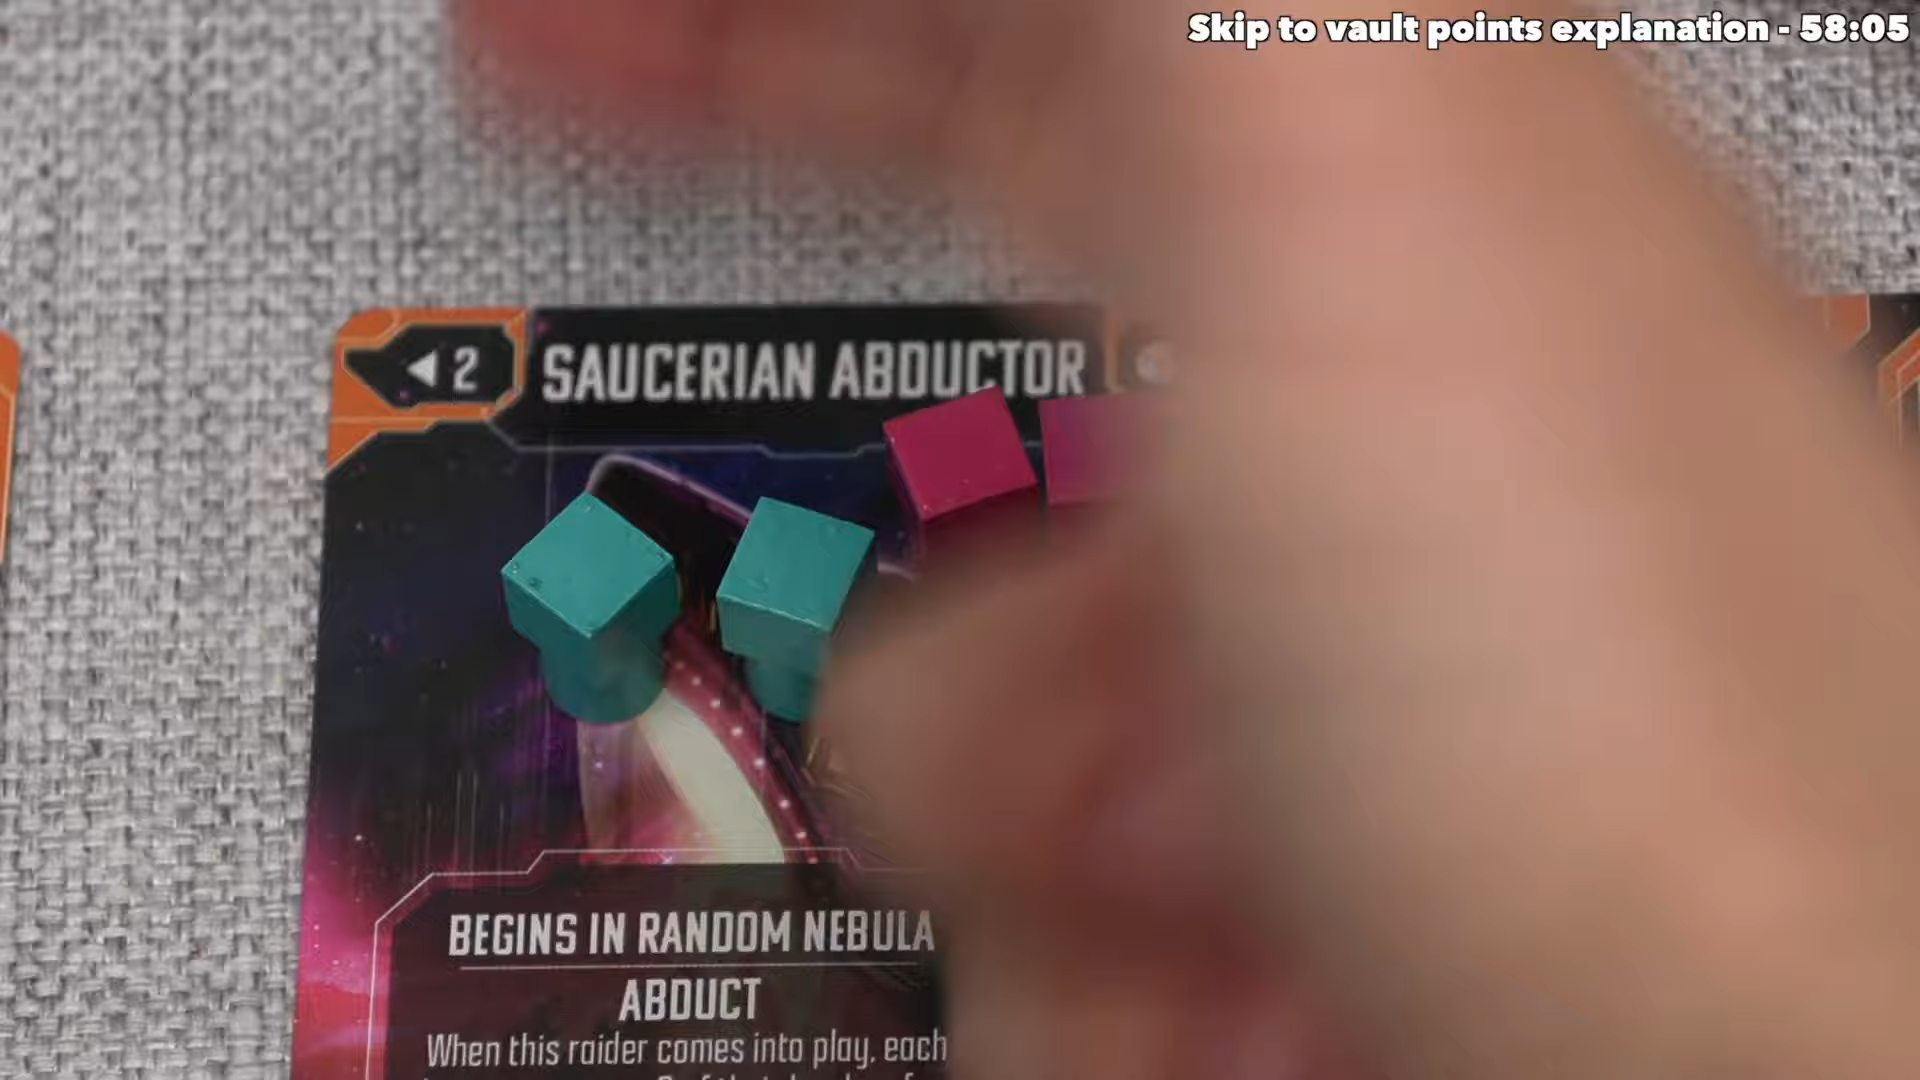 Skip to vault points explanation - 58:05
2
SAUCERIAN ABDUCTOR
BEGINS IN RANDOM NEBULA
ABDUCT
When this raider comes into play, each